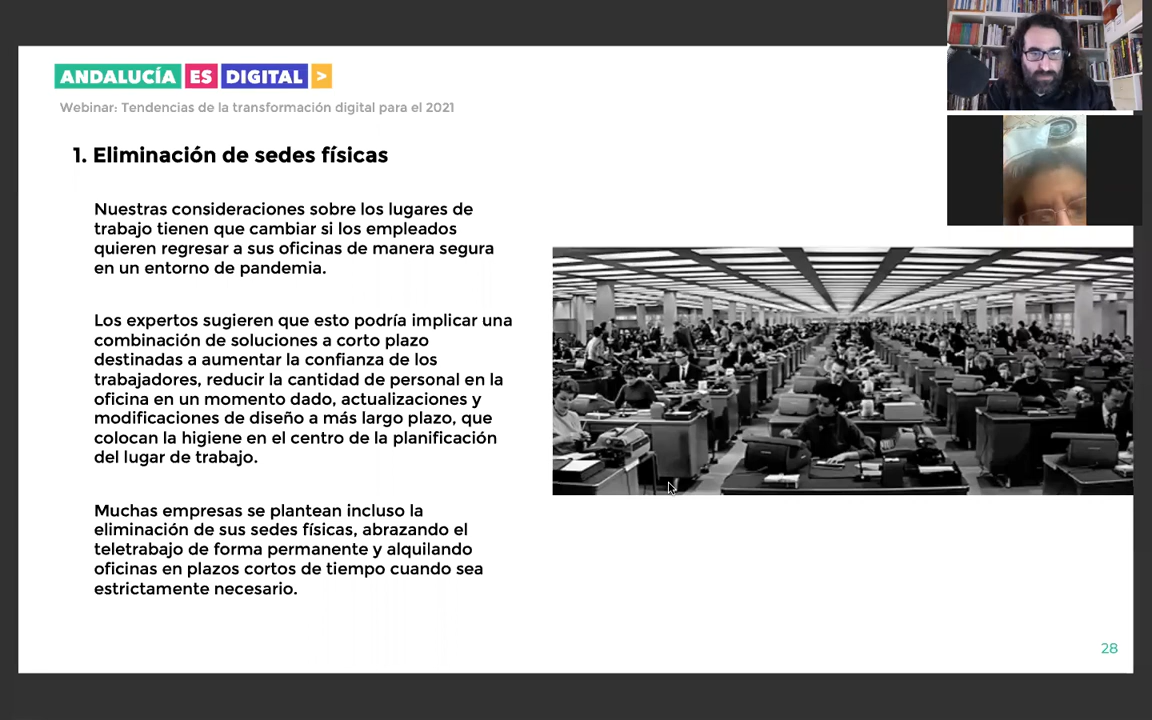 ANDALUCÍA ES DIGITAL >
Webinar: Tendencias de la transformación digital para el 2021
1. Eliminación de sedes físicas
Nuestras consideraciones sobre los lugares de
trabajo tienen que cambiar si los empleados
quieren regresar a sus oficinas de manera segura
en un entorno de pandemia.
Los expertos sugieren que esto podría implicar una
combinación de soluciones a corto plazo
destinadas a aumentar la confianza de los
trabajadores, reducir la cantidad de personal en la
oficina en un momento dado, actualizaciones y
modificaciones de diseño a más largo plazo, que
colocan la higiene en el centro de la planificación
del lugar de trabajo.
Muchas empresas se plantean incluso la
eliminación de sus sedes físicas, abrazando el
teletrabajo de forma permanente y alquilando
oficinas en plazos cortos de tiempo cuando sea
estrictamente necesario.
28